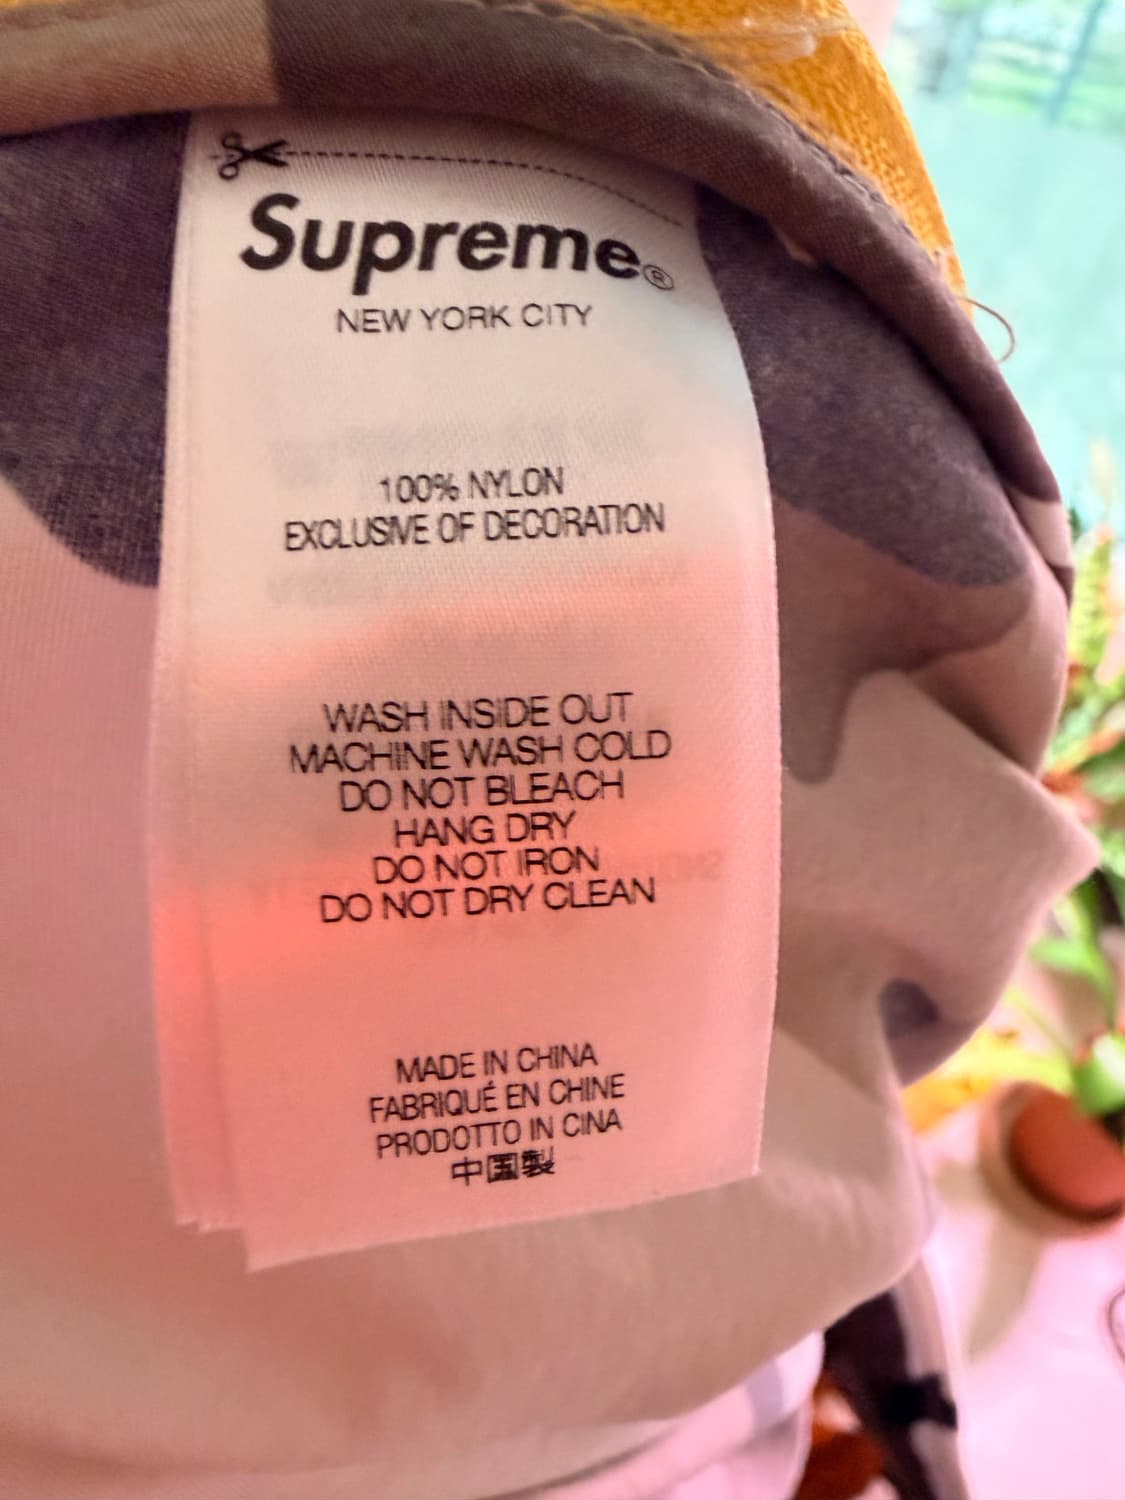 Supreme®
NEW YORK CITY
100% NYLON
EXCLUSIVE OF DECORATION
WASH INSIDE OUT
MACHINE WASH COLD
DO NOT BLEACH
HANG DRY
DO NOT IRON
DO NOT DRY CLEAN
MADE IN CHINA
FABRIQUÉ EN CHINE
PRODOTTO IN CINA
中国製